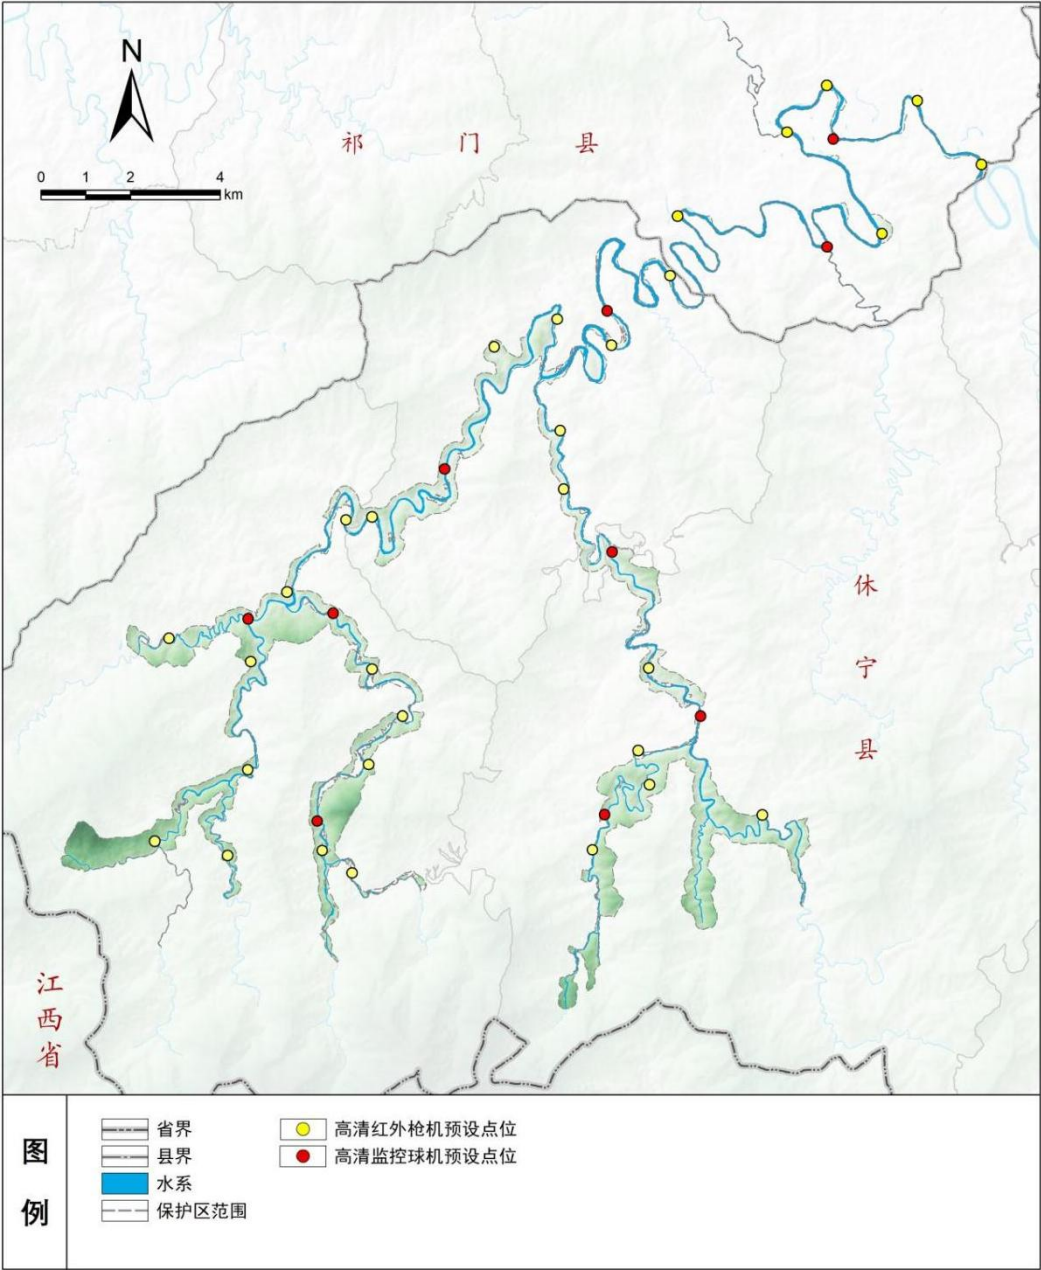 N
0 1 2 4
km
祁门县
休宁县
江西省
图例
省界
县界
水系
保护区范围
高清红外枪机预设点位
高清监控球机预设点位